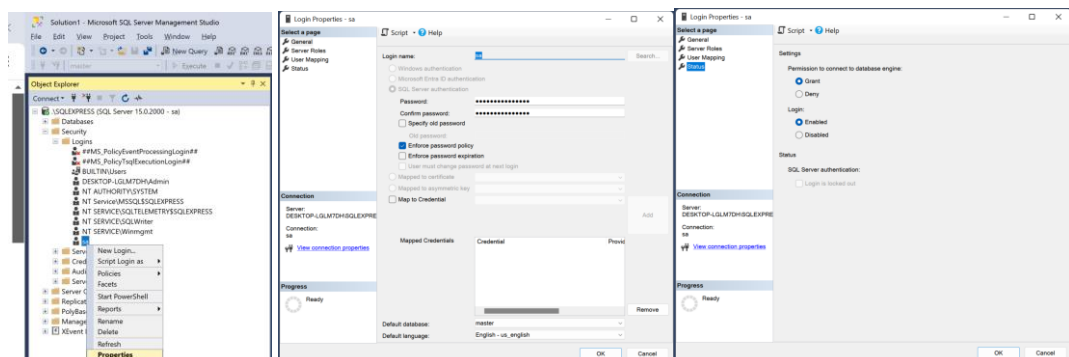 Solution1 - Microsoft SQL Server Management Studio
File Edit View Project Tools Window Help
New Query
master
Execute
Object Explorer
Connect
.\SQLEXPRESS (SQL Server 15.0.2000 - sa)
Databases
Security
Logins
##MS_PolicyEventProcessingLogin##
##MS_PolicyTsqlExecutionLogin##
BUILTIN\Users
DESKTOP-LGLM7DH\Admin
NT AUTHORITY\SYSTEM
NT Service\MSSQL$SQLEXPRESS
NT SERVICE\SQLTELEMETRY$SQLEXPRESS
NT SERVICE\SQLWriter
NT SERVICE\Winmgmt
sa
Serv
Cred
Audi
Serv
Server O
Replicat
PolyBas
Manage
XEvent
New Login...
Script Login as
Policies
Facets
Start PowerShell
Reports
Rename
Delete
Refresh
Properties
Login Properties - sa
Select a page
General
Server Roles
User Mapping
Status
Script Help
Login name:
sa
Search...
Windows authentication
Microsoft Entra ID authentication
SQL Server authentication
Password:
Confirm password:
Specify old password
Old password
Enforce password policy
Enforce password expiration
User must change password at next login
Mapped to certificate
Mapped to asymmetric key
Map to Credential
Add
Mapped Credentials
Credential
Provid
Remove
Default database:
master
Default language:
English - us_english
Connection
Server:
DESKTOP-LGLM7DH\SQLEXPRE
Connection:
sa
View connection properties
Progress
Ready
OK Cancel
Login Properties - sa
Select a page
General
Server Roles
User Mapping
Status
Script Help
Settings
Permission to connect to database engine:
Grant
Deny
Login:
Enabled
Disabled
Status
SQL Server authentication:
Login is locked out
Connection
Server:
DESKTOP-LGLM7DH\SQLEXPRE
Connection:
sa
View connection properties
Progress
Ready
OK Cancel